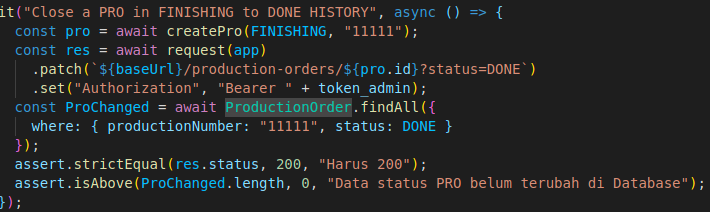 it("Close a PRO in FINISHING to DONE HISTORY", async () => {
  const pro = await createPro(FINISHING, "11111");
  const res = await request(app)
    .patch(`${baseUrl}/production-orders/${pro.id}?status=DONE`)
    .set("Authorization", "Bearer " + token_admin);
  const ProChanged = await ProductionOrder.findAll({
    where: { productionNumber: "11111", status: DONE }
  });
  assert.strictEqual(res.status, 200, "Harus 200");
  assert.isAbove(ProChanged.length, 0, "Data status PRO belum terubah di Database");
});